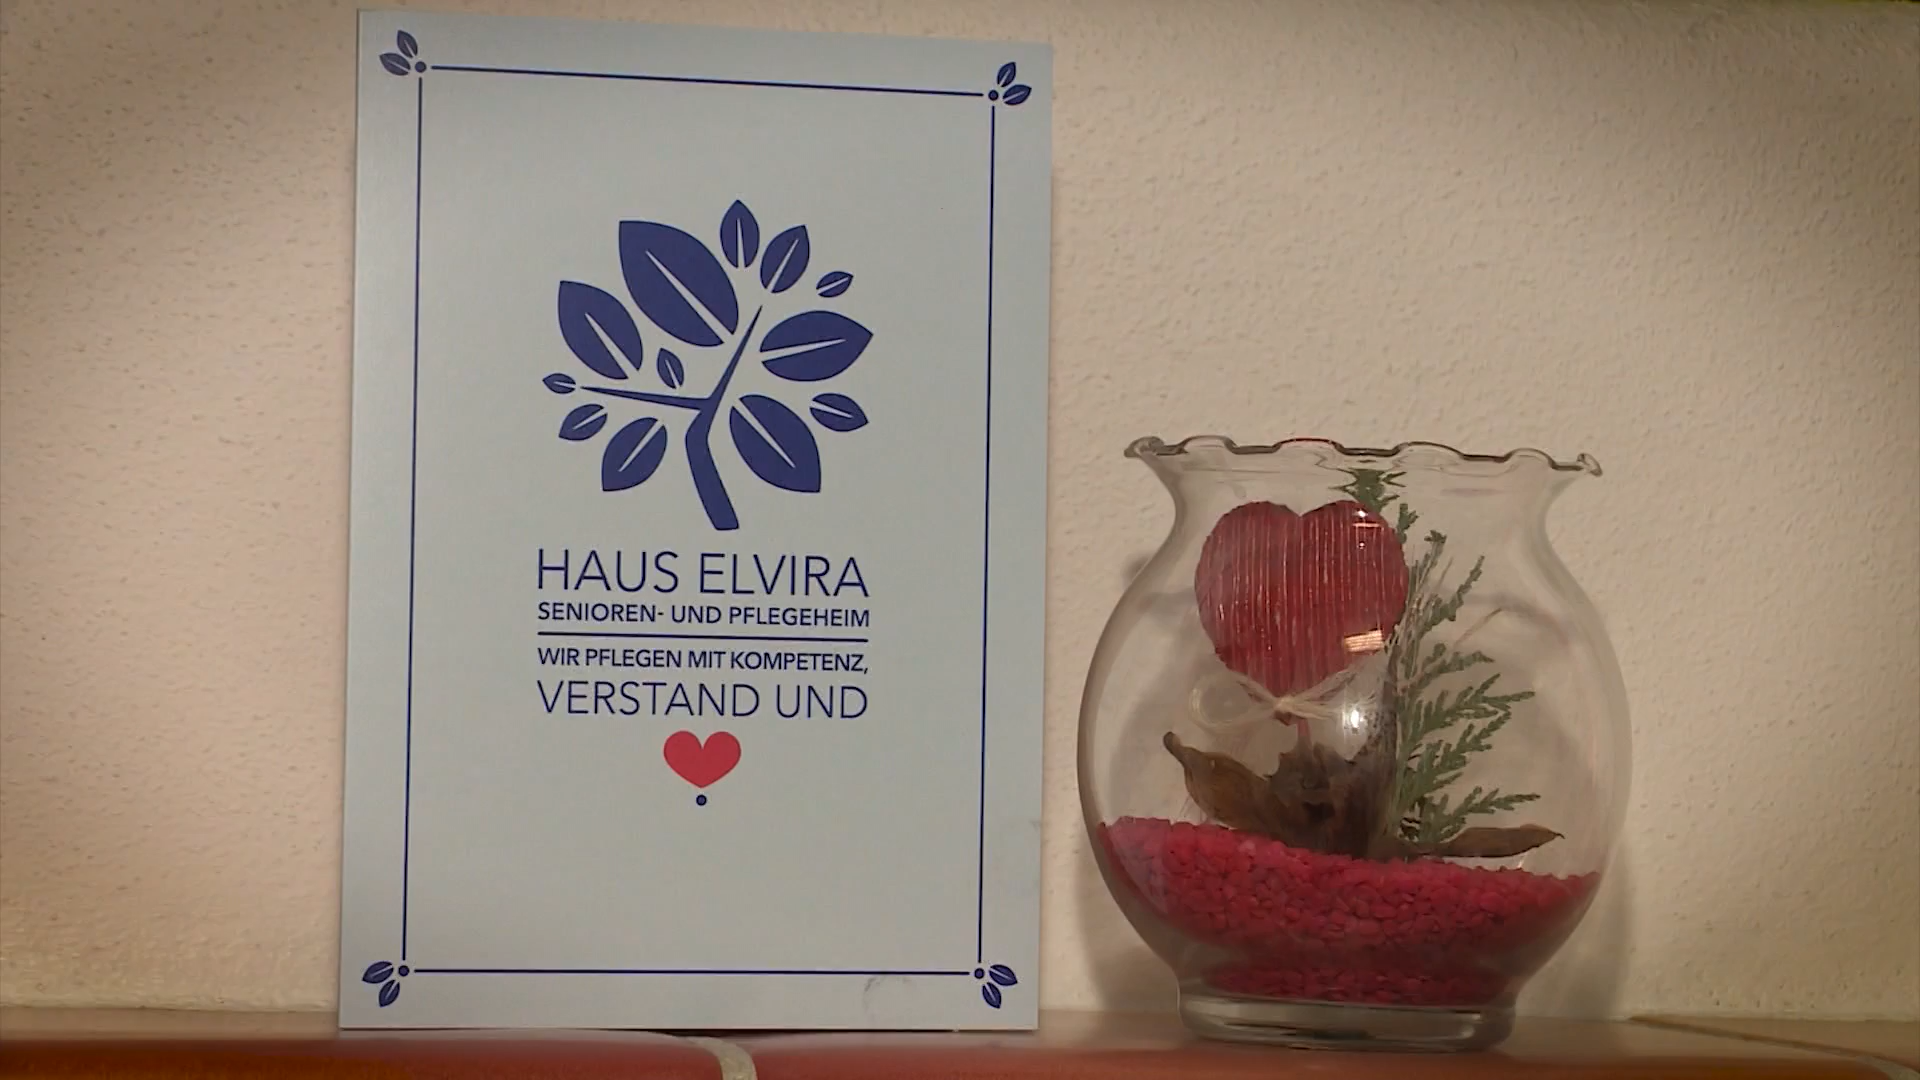 HAUS ELVIRA
SENIOREN- UND PFLEGEHEIM
WIR PFLEGEN MIT KOMPETENZ,
VERSTAND UND